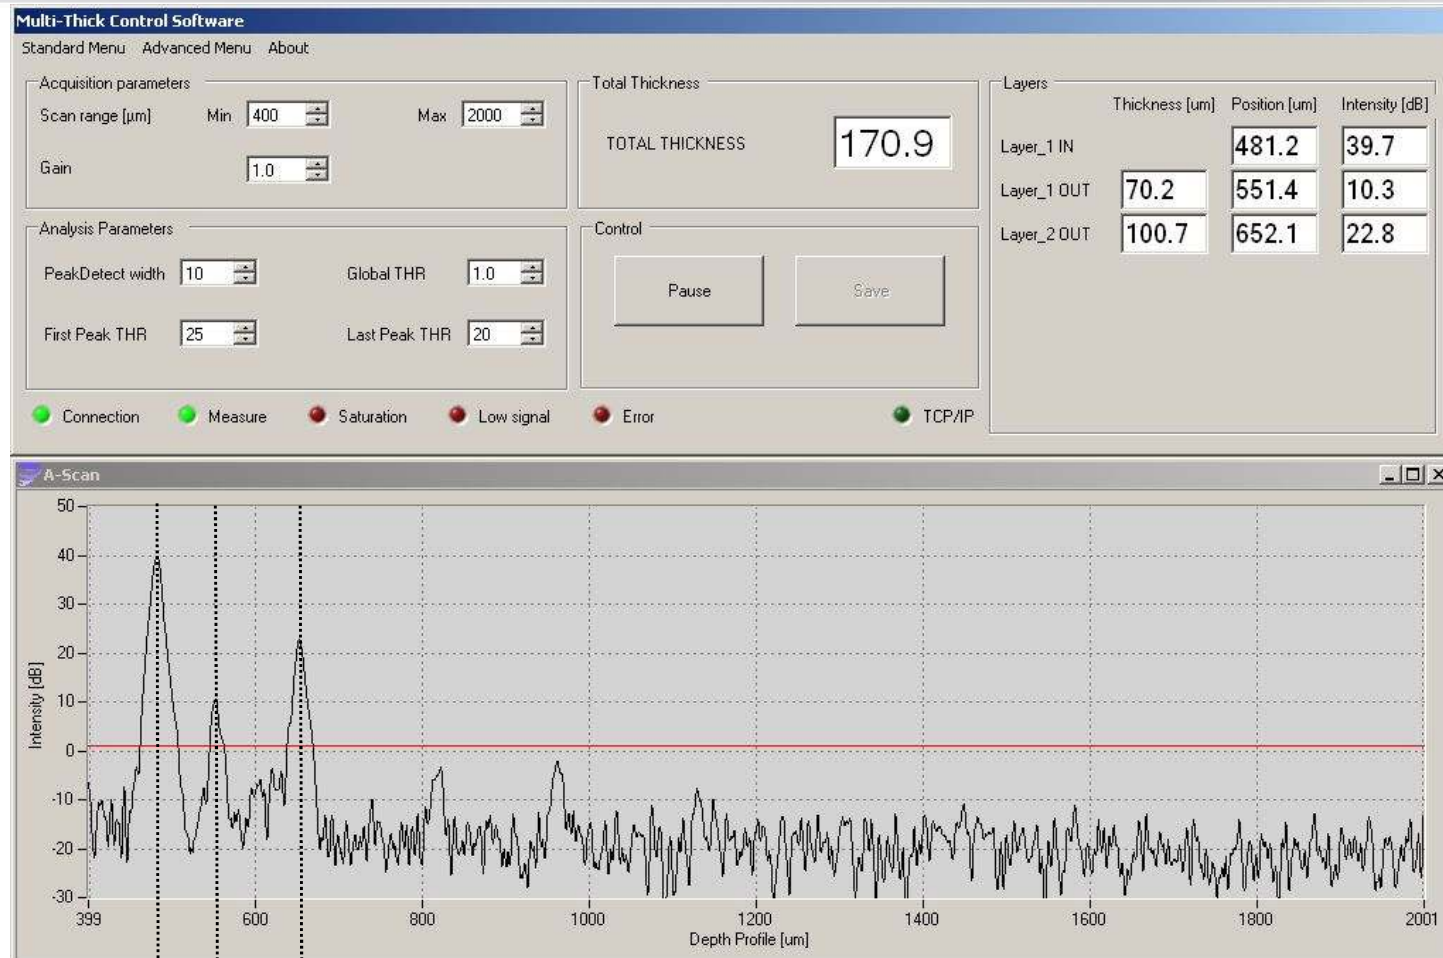 Multi-Thick Control Software
Standard Menu Advanced Menu About
Acquisition parameters
Scan range [µm] Min 400 Max 2000
Gain 1.0
Total Thickness
TOTAL THICKNESS 170.9
Layers
Thickness [um] Position [um] Intensity [dB]
Layer_1 IN 481.2 39.7
Layer_1 OUT 70.2 551.4 10.3
Layer_2 OUT 100.7 652.1 22.8
Analysis Parameters
PeakDetect width 10 Global THR 1.0
First Peak THR 25 Last Peak THR 20
Control
Pause Save
Connection Measure Saturation Low signal Error TCP/IP
A-Scan
50
40
30
20
10
0
-10
-20
-30
Intensity [dB]
399 600 800 1000 1200 1400 1600 1800 2001
Depth Profile [um]